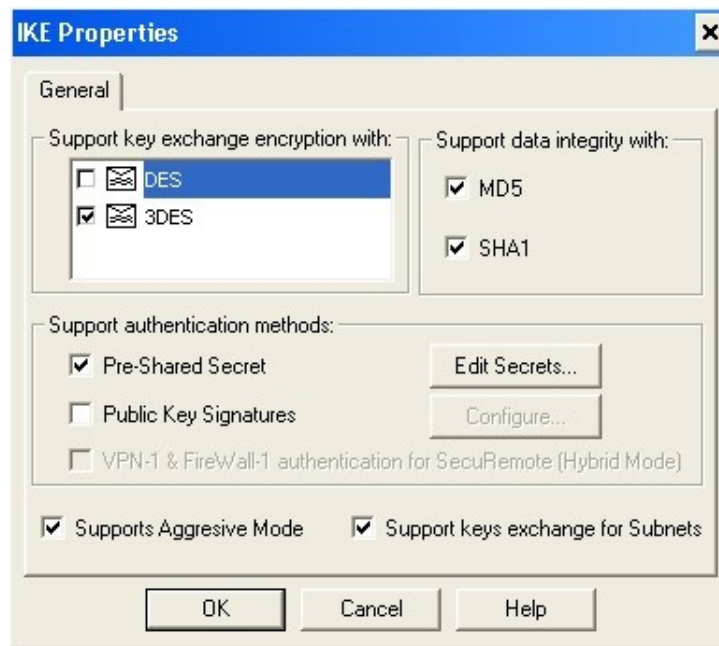 IKE Properties
General
Support key exchange encryption with:
DES
3DES
Support data integrity with:
MD5
SHA1
Support authentication methods:
Pre-Shared Secret
Edit Secrets...
Public Key Signatures
Configure...
VPN-1 & FireWall-1 authentication for SecuRemote (Hybrid Mode)
Supports Aggresive Mode
Support keys exchange for Subnets
OK
Cancel
Help